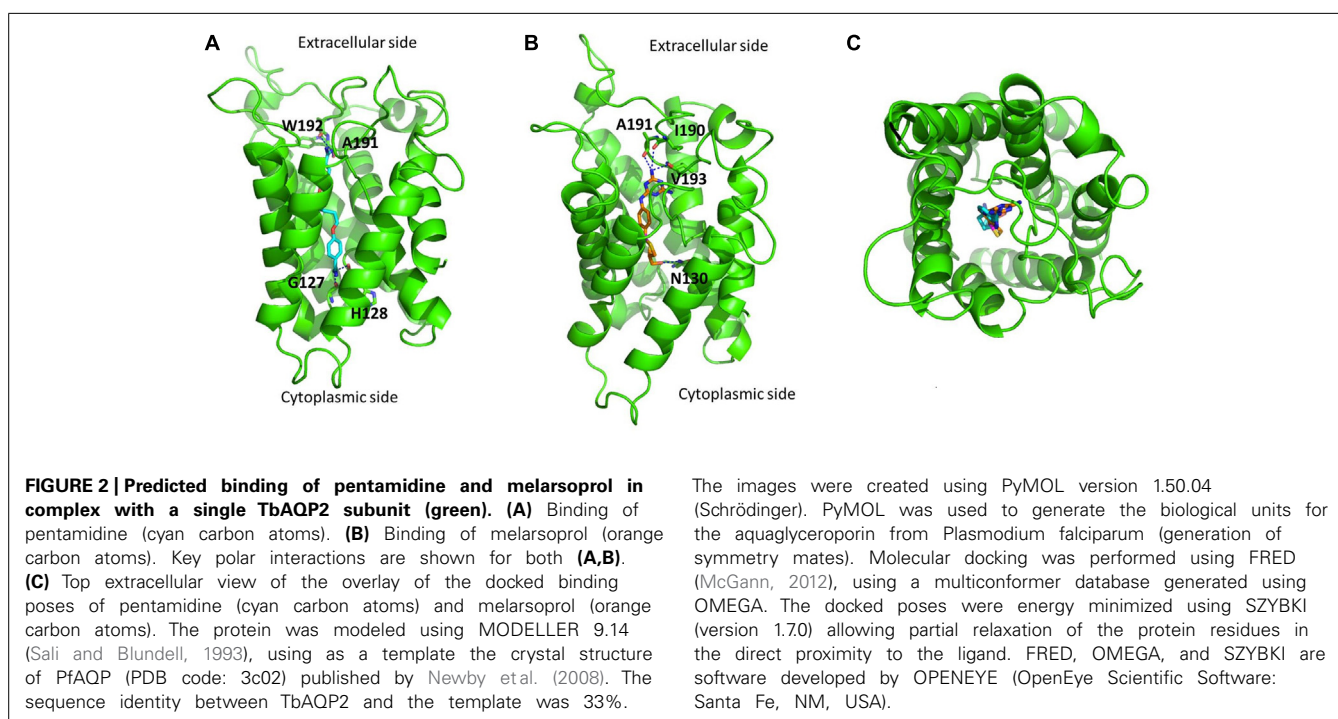 A
Extracellular side
W192
A191
G127
H128
Cytoplasmic side
B
Extracellular side
A191
I190
V193
N130
Cytoplasmic side
C
FIGURE 2 | Predicted binding of pentamidine and melarsoprol in
complex with a single TbAQP2 subunit (green). (A) Binding of
pentamidine (cyan carbon atoms). (B) Binding of melarsoprol (orange
carbon atoms). Key polar interactions are shown for both (A,B).
(C) Top extracellular view of the overlay of the docked binding
poses of pentamidine (cyan carbon atoms) and melarsoprol (orange
carbon atoms). The protein was modeled using MODELLER 9.14
(Sali and Blundell, 1993), using as a template the crystal structure
of PfAQP (PDB code: 3c02) published by Newby et al. (2008). The
sequence identity between TbAQP2 and the template was 33%.
The images were created using PyMOL version 1.50.04
(Schrödinger). PyMOL was used to generate the biological units for
the aquaglyceroporin from Plasmodium falciparum (generation of
symmetry mates). Molecular docking was performed using FRED
(McGann, 2012), using a multiconformer database generated using
OMEGA. The docked poses were energy minimized using SZYBKI
(version 1.7.0) allowing partial relaxation of the protein residues in
the direct proximity to the ligand. FRED, OMEGA, and SZYBKI are
software developed by OPENEYE (OpenEye Scientific Software:
Santa Fe, NM, USA).